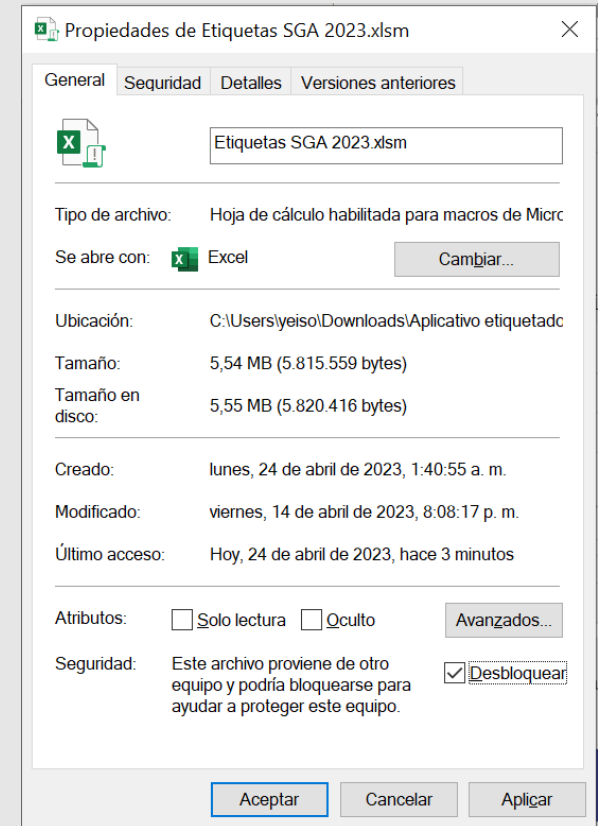 Propiedades de Etiquetas SGA 2023.xlsm
General Seguridad Detalles Versiones anteriores
Etiquetas SGA 2023.xlsm
Tipo de archivo: Hoja de cálculo habilitada para macros de Micro
Se abre con: Excel Cambiar...
Ubicación: C:\Users\yeiso\Downloads\Aplicativo etiquetado
Tamaño: 5,54 MB (5.815.559 bytes)
Tamaño en
disco: 5,55 MB (5.820.416 bytes)
Creado: lunes, 24 de abril de 2023, 1:40:55 a. m.
Modificado: viernes, 14 de abril de 2023, 8:08:17 p. m.
Último acceso: Hoy, 24 de abril de 2023, hace 3 minutos
Atributos: Solo lectura Oculto Avanzados...
Seguridad: Este archivo proviene de otro
equipo y podría bloquearse para
ayudar a proteger este equipo.
Desbloquear
Aceptar Cancelar Aplicar